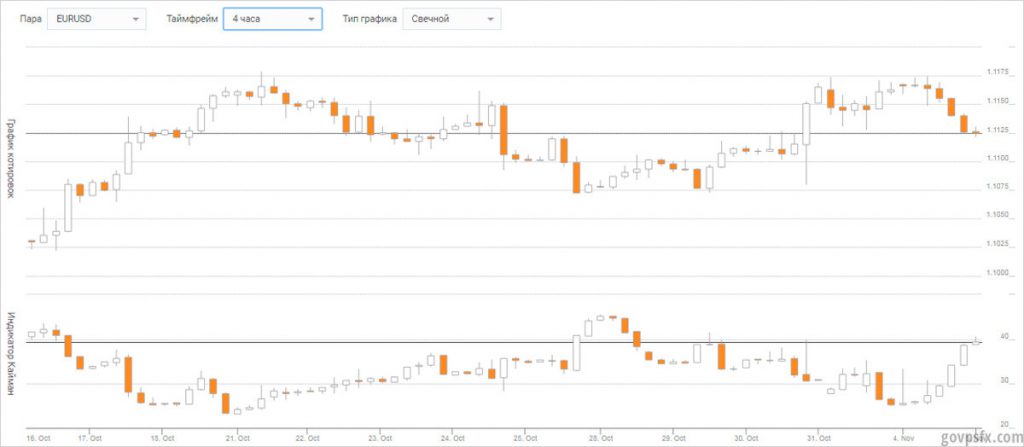 Пара EURUSD Таймфрейм 4 часа Тип графика Свечной
График котировок
1.1175
1.1150
1.1125
1.1100
1.1075
1.1050
1.1025
1.1000
Индикатор Кайман
40
30
20
16. Oct 17. Oct 18. Oct 21. Oct 22. Oct 23. Oct 24. Oct 25. Oct 28. Oct 29. Oct 30. Oct 31. Oct 4. Nov
govpsfx.com